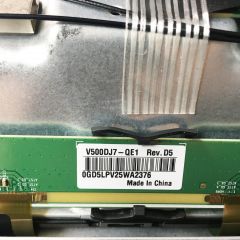 V500DJ7-QE1 Rev.D5
0GD5LPV25WA2376
Made In China